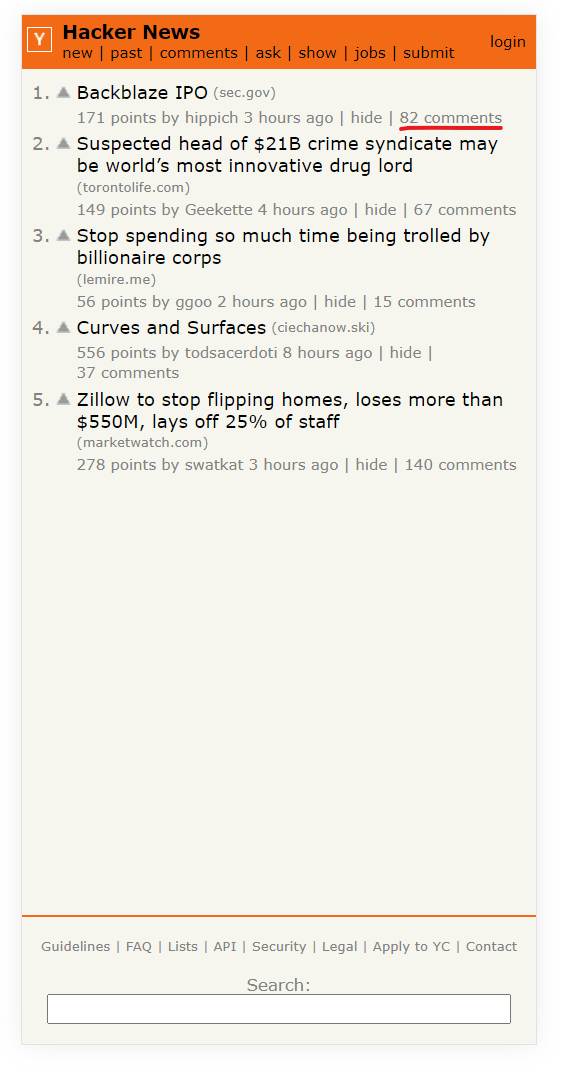 Y
Hacker News
new | past | comments | ask | show | jobs | submit
login
1. Backblaze IPO (sec.gov)
171 points by hippich 3 hours ago | hide | 82 comments
2. Suspected head of $21B crime syndicate may
be world’s most innovative drug lord
(torontolife.com)
149 points by Geekette 4 hours ago | hide | 67 comments
3. Stop spending so much time being trolled by
billionaire corps
(lemire.me)
56 points by ggoo 2 hours ago | hide | 15 comments
4. Curves and Surfaces (ciechanow.ski)
556 points by todsacerdoti 8 hours ago | hide |
37 comments
5. Zillow to stop flipping homes, loses more than
$550M, lays off 25% of staff
(marketwatch.com)
278 points by swatkat 3 hours ago | hide | 140 comments
Guidelines | FAQ | Lists | API | Security | Legal | Apply to YC | Contact
Search: